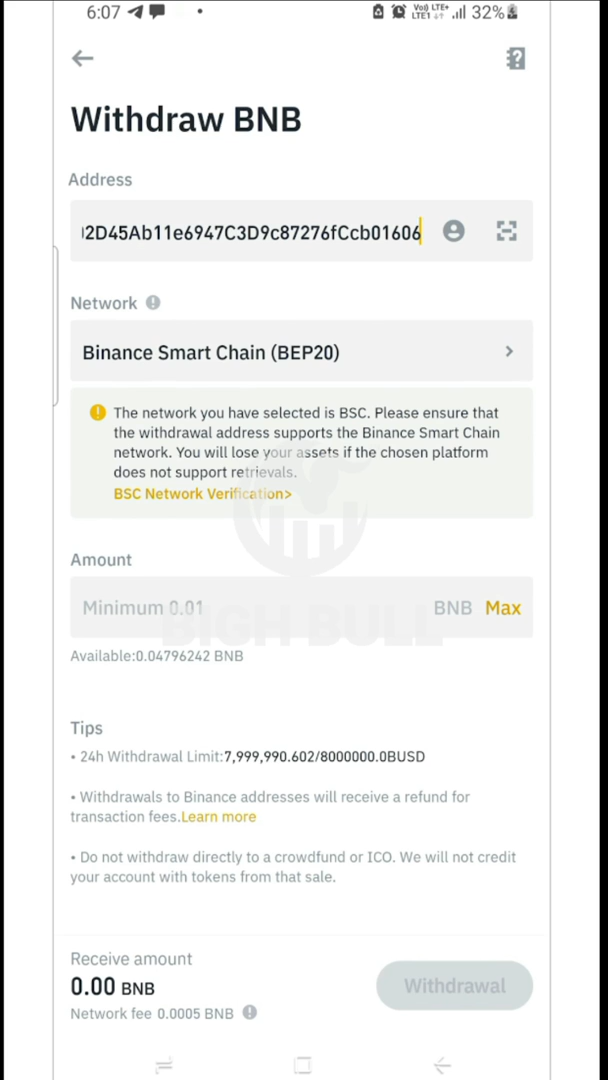 6:07
Vo) LTE+
LTE1
32%
Withdraw BNB
Address
2D45Ab11e6947C3D9c87276fCcb01606
Network
Binance Smart Chain (BEP20)
The network you have selected is BSC. Please ensure that
the withdrawal address supports the Binance Smart Chain
network. You will lose your assets if the chosen platform
does not support retrievals.
BSC Network Verification>
Amount
Minimum 0.01 BNB Max
BIGH BULL
Available:0.04796242 BNB
Tips
• 24h Withdrawal Limit:7,999,990.602/8000000.0BUSD
• Withdrawals to Binance addresses will receive a refund for
transaction fees.Learn more
• Do not withdraw directly to a crowdfund or ICO. We will not credit
your account with tokens from that sale.
Receive amount
0.00 BNB
Withdrawal
Network fee 0.0005 BNB